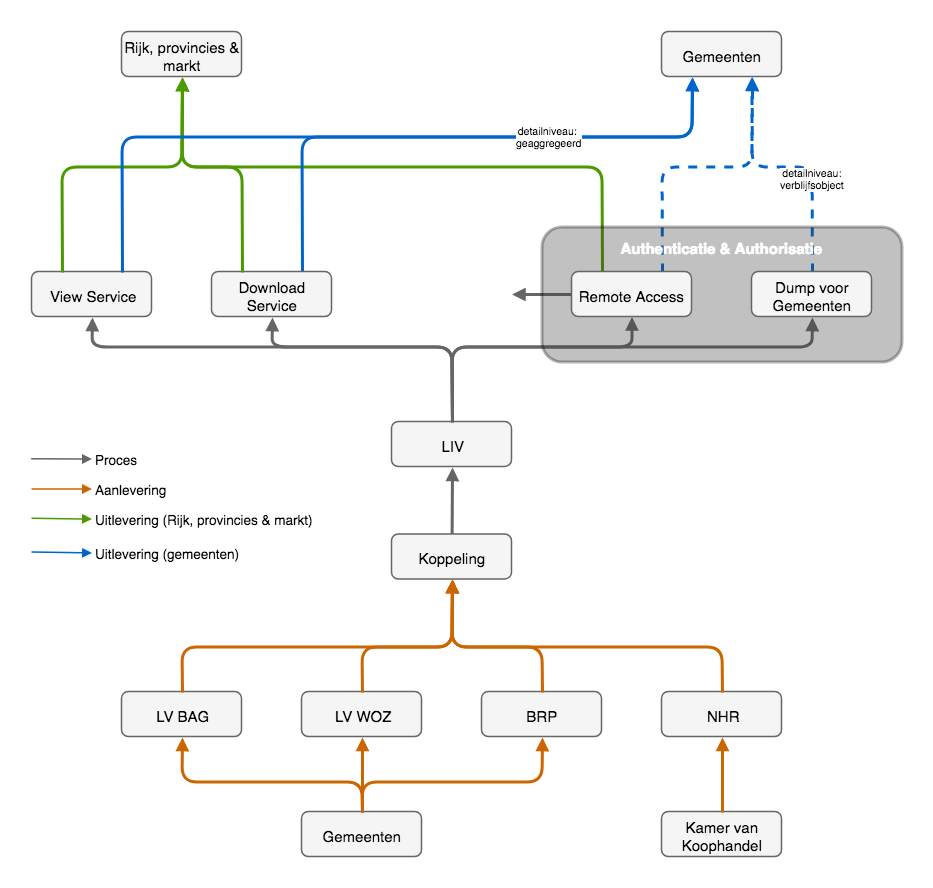 Rijk, provincies &
markt
Gemeenten
detailniveau:
geaggregeerd
detailniveau:
verblijfsobject
Authenticatie & Authorisatie
View Service
Download
Service
Remote Access
Dump voor
Gemeenten
LIV
Proces
Aanlevering
Uitlevering (Rijk, provincies & markt)
Uitlevering (gemeenten)
Koppeling
LV BAG
LV WOZ
BRP
NHR
Gemeenten
Kamer van
Koophandel